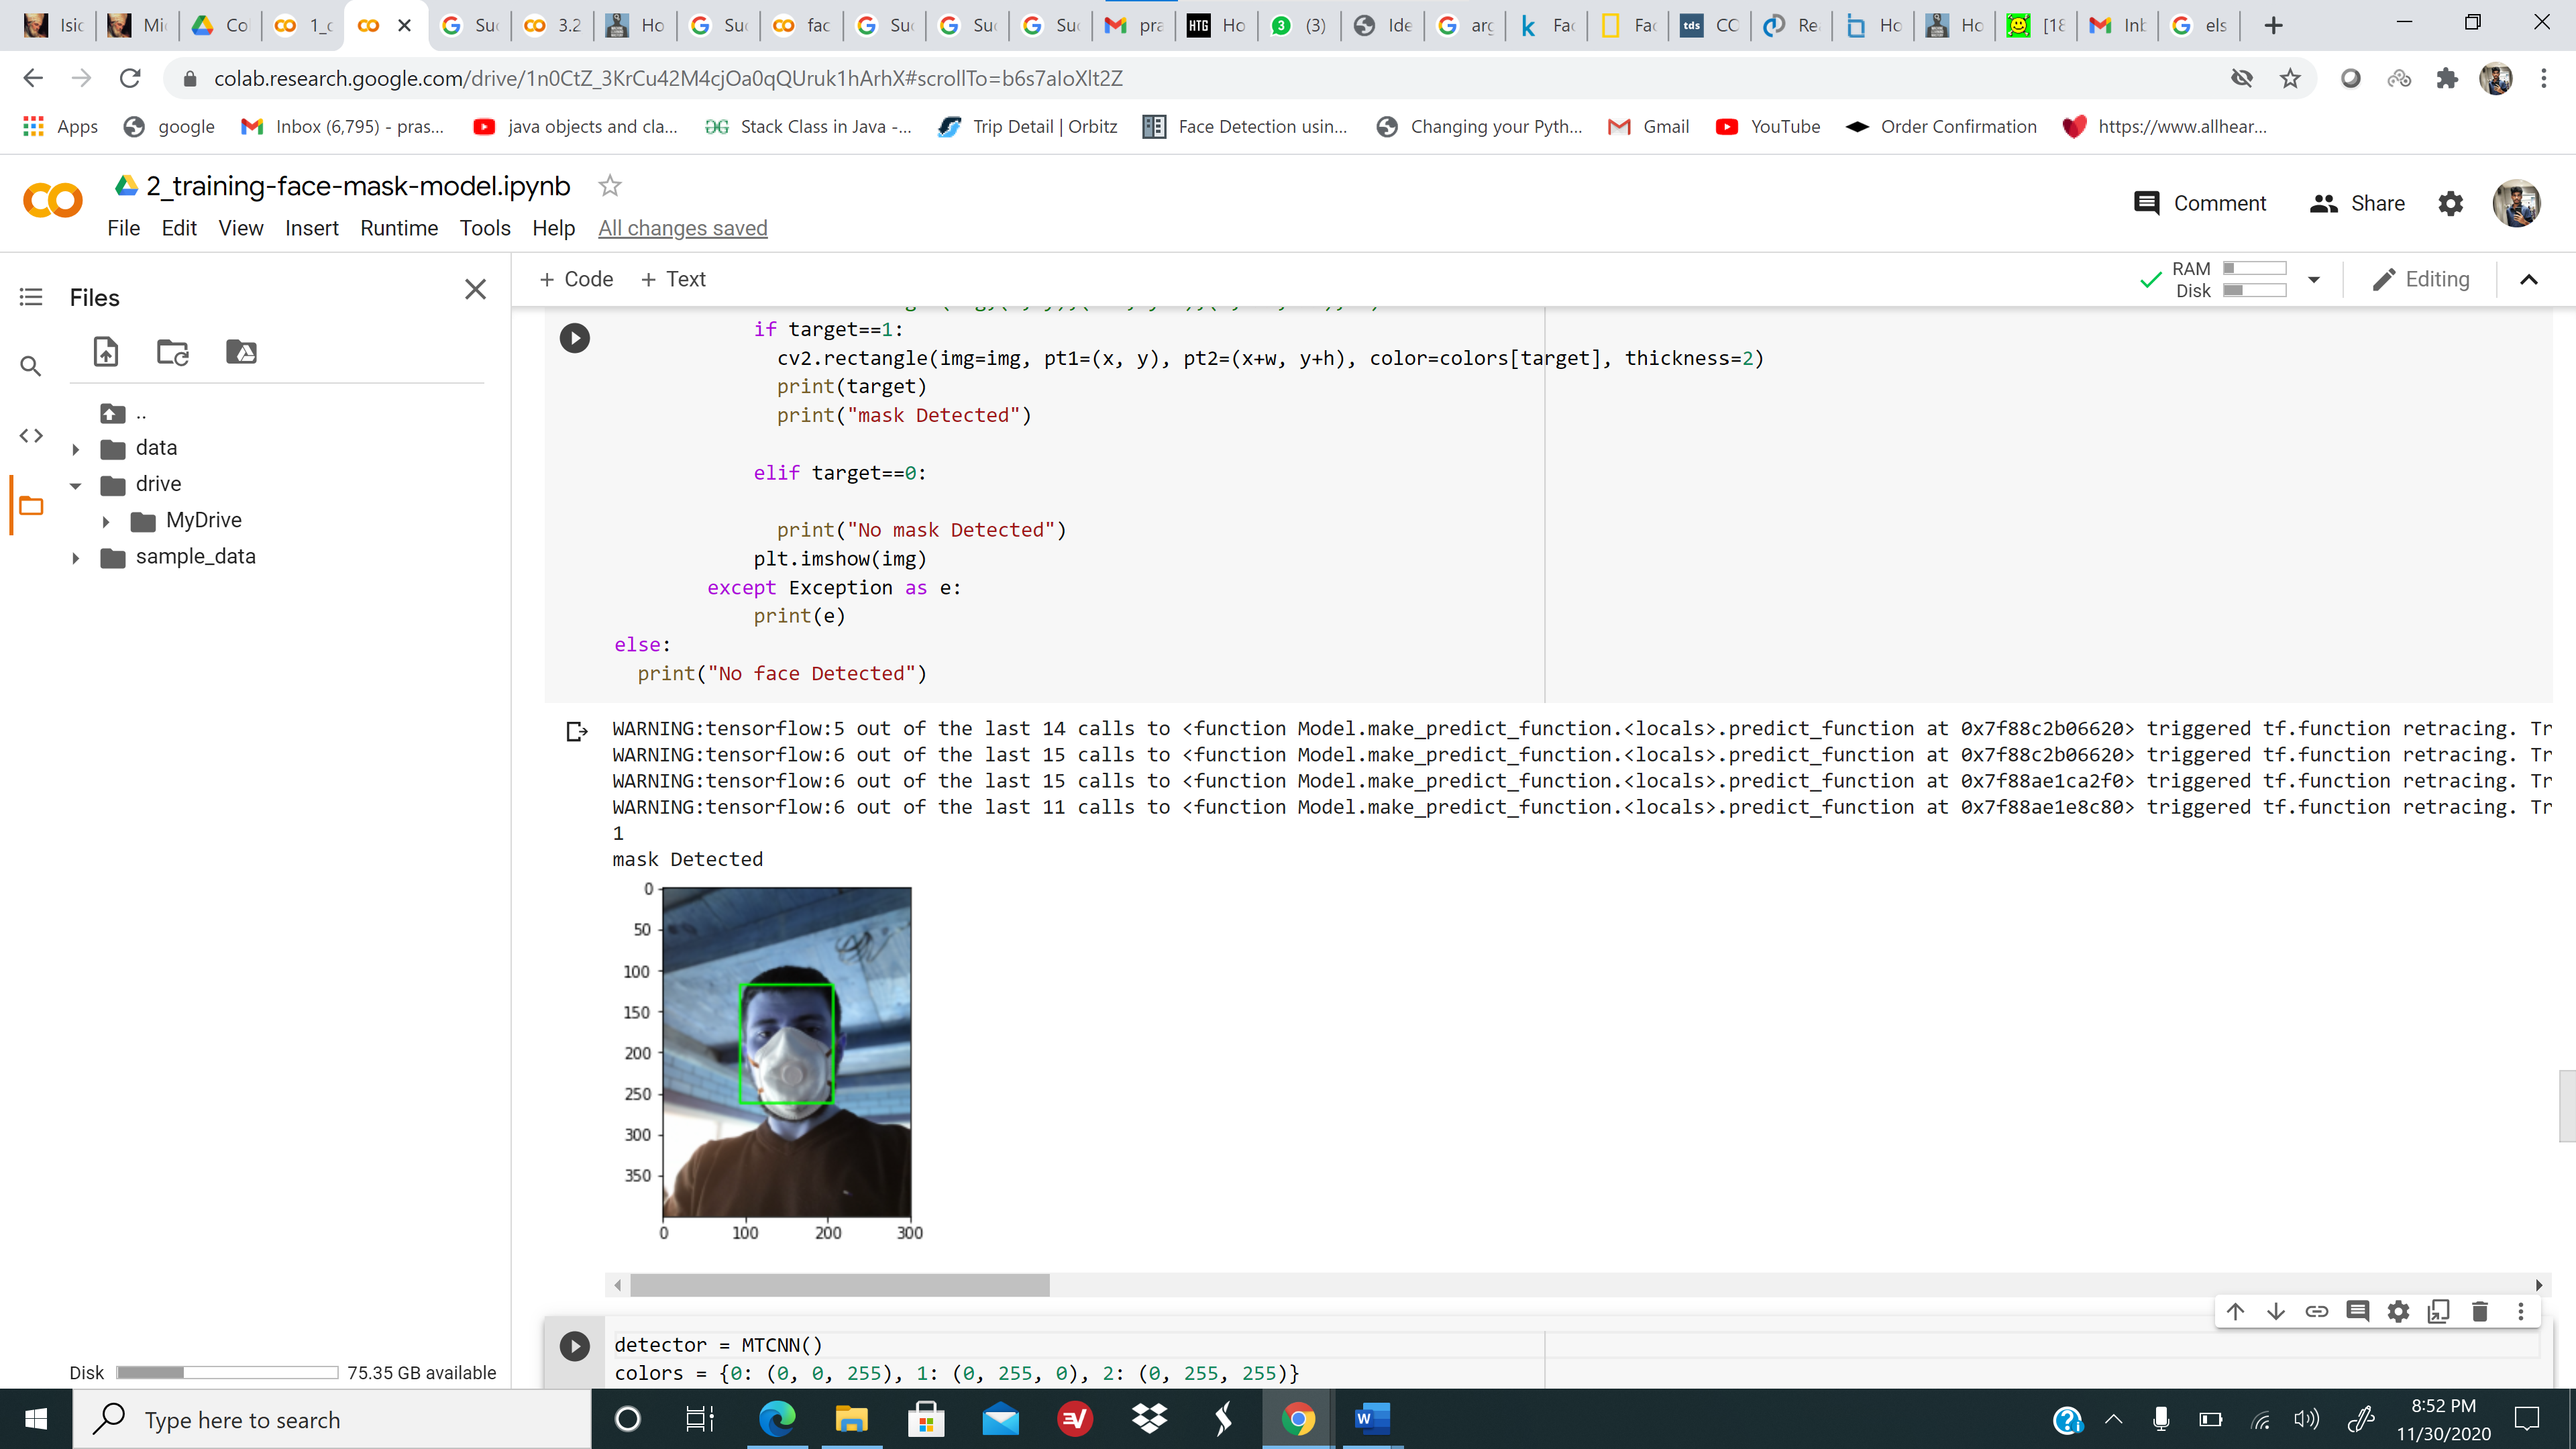 Isic
Mi
Co
1_c
Suc
3.2
Ho
Suc
fac
Suc
Suc
Suc
pra
HTG Ho
3 (3)
Ide
arg
k Fac
Fac
tds CC
Re
Ho
Ho
[18
Inb
els
colab.research.google.com/drive/1n0CtZ_3KrCu42M4cjOa0qQUruk1hArhX#scrollTo=b6s7aIoXlt2Z
Apps google Inbox (6,795) - pras... java objects and cla... Stack Class in Java -... Trip Detail | Orbitz Face Detection usin... Changing your Pyth... Gmail YouTube Order Confirmation https://www.allhear...
2_training-face-mask-model.ipynb
File Edit View Insert Runtime Tools Help All changes saved
Comment Share
Files
..
data
drive
MyDrive
sample_data
Disk 75.35 GB available
+ Code + Text
RAM
Disk
Editing
if target==1:
cv2.rectangle(img=img, pt1=(x, y), pt2=(x+w, y+h), color=colors[target], thickness=2)
print(target)
print("mask Detected")
elif target==0:
print("No mask Detected")
plt.imshow(img)
except Exception as e:
print(e)
else:
print("No face Detected")
WARNING:tensorflow:5 out of the last 14 calls to <function Model.make_predict_function.<locals>.predict_function at 0x7f88c2b06620> triggered tf.function retracing. Tr
WARNING:tensorflow:6 out of the last 15 calls to <function Model.make_predict_function.<locals>.predict_function at 0x7f88c2b06620> triggered tf.function retracing. Tr
WARNING:tensorflow:6 out of the last 15 calls to <function Model.make_predict_function.<locals>.predict_function at 0x7f88ae1ca2f0> triggered tf.function retracing. Tr
WARNING:tensorflow:6 out of the last 11 calls to <function Model.make_predict_function.<locals>.predict_function at 0x7f88ae1e8c80> triggered tf.function retracing. Tr
1
mask Detected
0
50
100
150
200
250
300
350
0 100 200 300
detector = MTCNN()
colors = {0: (0, 0, 255), 1: (0, 255, 0), 2: (0, 255, 255)}
Type here to search
8:52 PM
11/30/2020